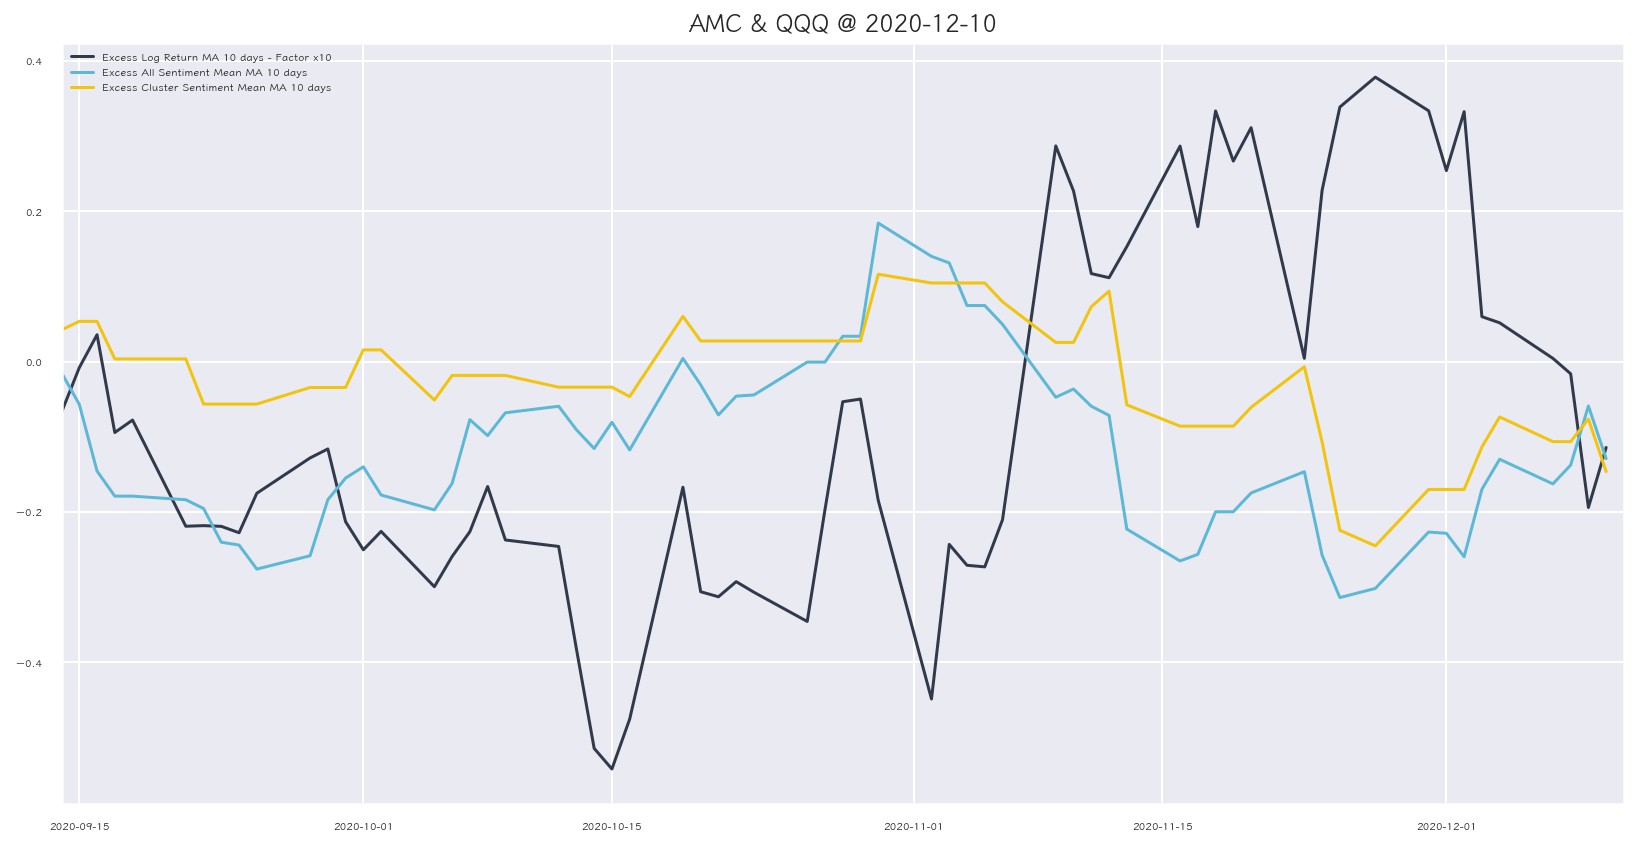 AMC & QQQ @ 2020-12-10
Excess Log Return MA 10 days - Factor x10
Excess All Sentiment Mean MA 10 days
Excess Cluster Sentiment Mean MA 10 days
0.4
0.2
0.0
−0.2
−0.4
2020-09-15 2020-10-01 2020-10-15 2020-11-01 2020-11-15 2020-12-01